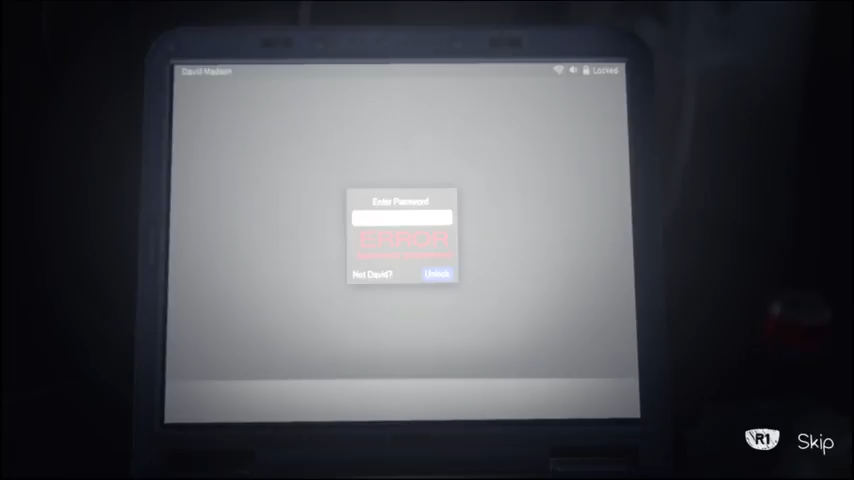 David Madsen
Locked
Enter Password
ERROR
Not David?
Unlock
R1
Skip